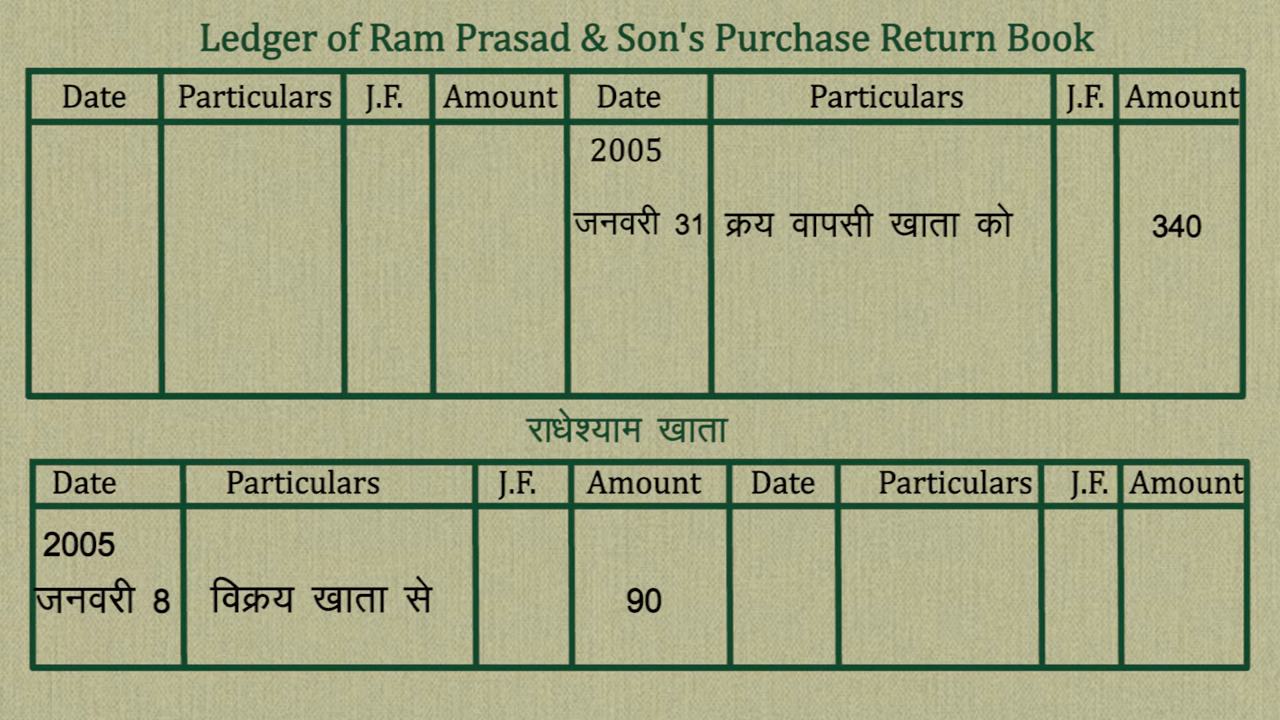 Ledger of Ram Prasad & Son's Purchase Return Book
Date Particulars J.F. Amount Date Particulars J.F. Amount
2005
जनवरी 31 क्रय वापसी खाता को 340
राधेश्याम खाता
Date Particulars J.F. Amount Date Particulars J.F. Amount
2005
जनवरी 8 विक्रय खाता से 90